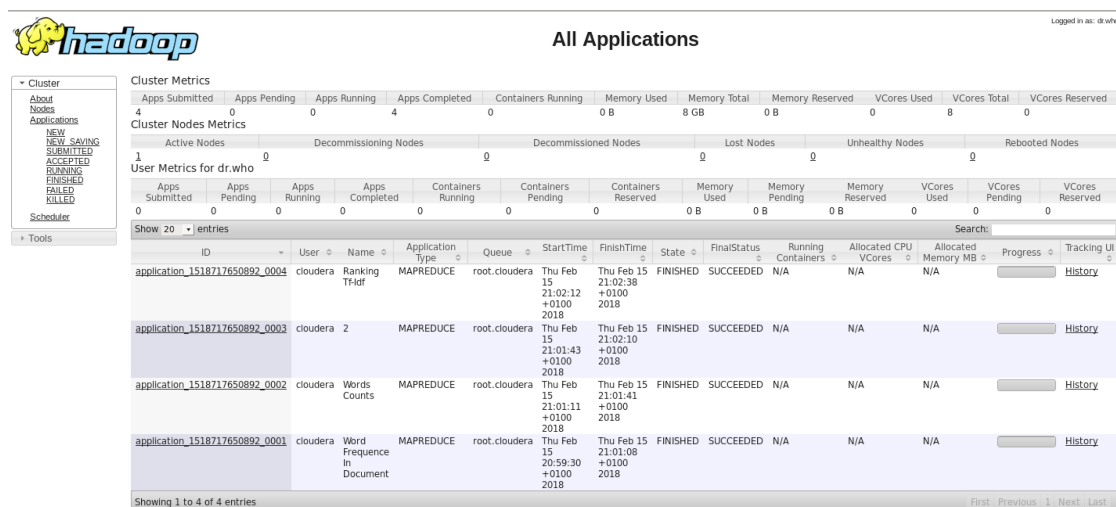 Logged in as: dr.who
hadoop
All Applications
Cluster
About
Nodes
Applications
NEW
NEW_SAVING
SUBMITTED
ACCEPTED
RUNNING
FINISHED
FAILED
KILLED
Scheduler
Tools
Cluster Metrics
Apps Submitted Apps Pending Apps Running Apps Completed Containers Running Memory Used Memory Total Memory Reserved VCores Used VCores Total VCores Reserved
4 0 0 4 0 0 B 8 GB 0 B 0 8 0
Cluster Nodes Metrics
Active Nodes Decommissioning Nodes Decommissioned Nodes Lost Nodes Unhealthy Nodes Rebooted Nodes
1 0 0 0 0 0
User Metrics for dr.who
Apps Apps Apps Apps Containers Containers Containers Memory Memory Memory VCores VCores VCores
Submitted Pending Running Completed Running Pending Reserved Used Pending Reserved Used Pending Reserved
0 0 0 0 0 0 0 0 B 0 B 0 B 0 0 0
Show 20 entries Search:
ID User Name Application Type Queue StartTime FinishTime State FinalStatus Running Containers Allocated CPU VCores Allocated Memory MB Progress Tracking UI
application_1518717650892_0004 cloudera Ranking Thu Feb Thu Feb 15 FINISHED SUCCEEDED N/A N/A N/A History
Tf-Idf MAPREDUCE root.cloudera 15 21:02:38
21:02:12 +0100
+0100 2018
2018
application_1518717650892_0003 cloudera 2 MAPREDUCE root.cloudera Thu Feb Thu Feb 15 FINISHED SUCCEEDED N/A N/A N/A History
15 21:02:10
21:01:43 +0100
+0100 2018
2018
application_1518717650892_0002 cloudera Words MAPREDUCE root.cloudera Thu Feb Thu Feb 15 FINISHED SUCCEEDED N/A N/A N/A History
Counts 15 21:01:41
21:01:11 +0100
+0100 2018
2018
application_1518717650892_0001 cloudera Word MAPREDUCE root.cloudera Thu Feb Thu Feb 15 FINISHED SUCCEEDED N/A N/A N/A History
Frequence 15 21:01:08
In 20:59:30 +0100
Document +0100 2018
2018
Showing 1 to 4 of 4 entries First Previous 1 Next Last